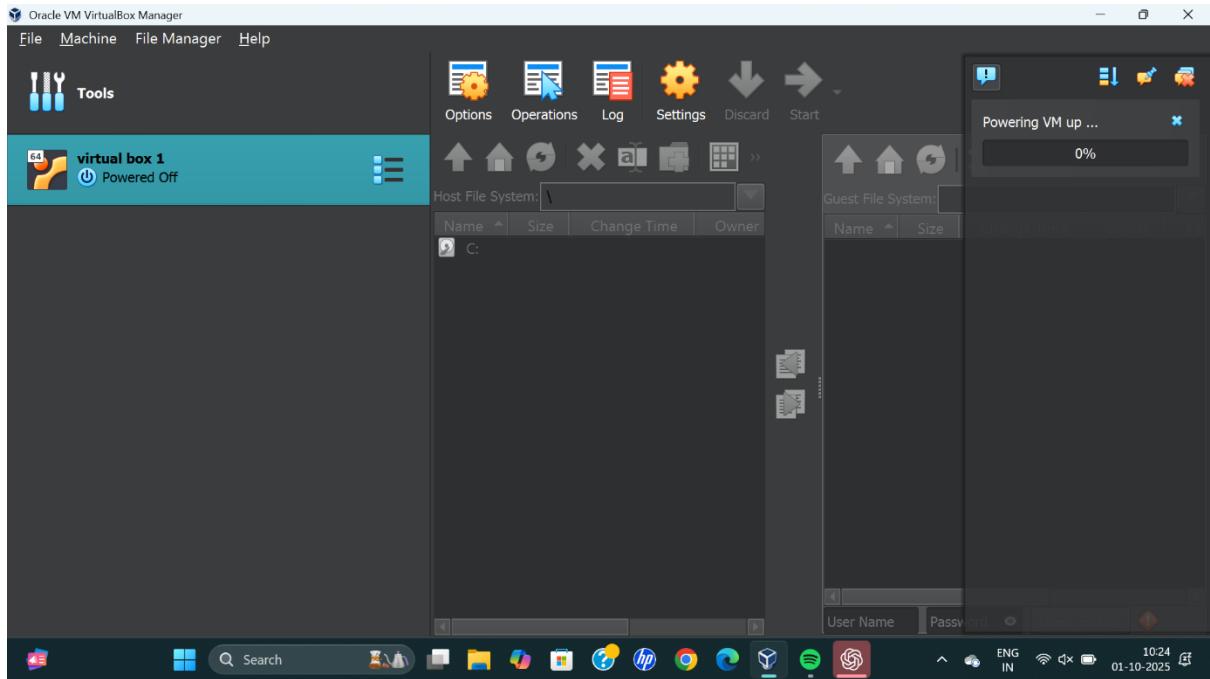 Oracle VM VirtualBox Manager
File Machine File Manager Help
Tools
Options Operations Log Settings Discard Start
Powering VM up ...
0%
64
virtual box 1
Powered Off
Host File System: \
Name Size Change Time Owner
C:
Guest File System:
Name Size
User Name
Search
ENG
IN
10:24
01-10-2025